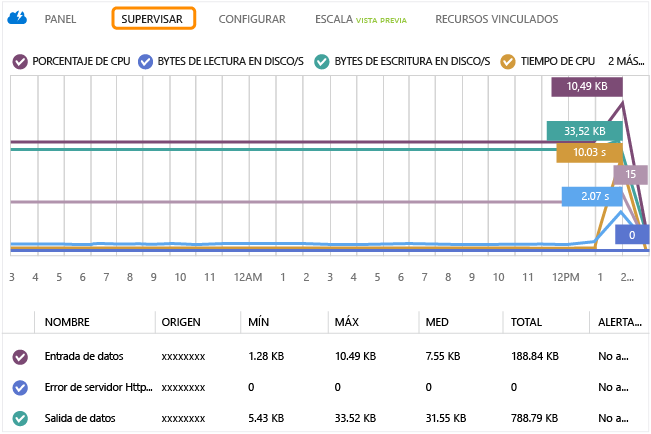 PANEL SUPERVISAR CONFIGURAR ESCALA VISTA PREVIA RECURSOS VINCULADOS
PORCENTAJE DE CPU BYTES DE LECTURA EN DISCO/S BYTES DE ESCRITURA EN DISCO/S TIEMPO DE CPU 2 MÁS...
10,49 KB
33,52 KB
10.03 s
15
2.07 s
0
3 4 5 6 7 8 9 10 11 12AM 1 2 3 4 5 6 7 8 9 10 11 12PM 1 2...
NOMBRE ORIGEN MÍN MÁX MED TOTAL ALERTA...
Entrada de datos xxxxxxxx 1.28 KB 10.49 KB 7.55 KB 188.84 KB No a...
Error de servidor Http... xxxxxxxx 0 0 0 0 No a...
Salida de datos xxxxxxxx 5.43 KB 33.52 KB 31.55 KB 788.79 KB No a...